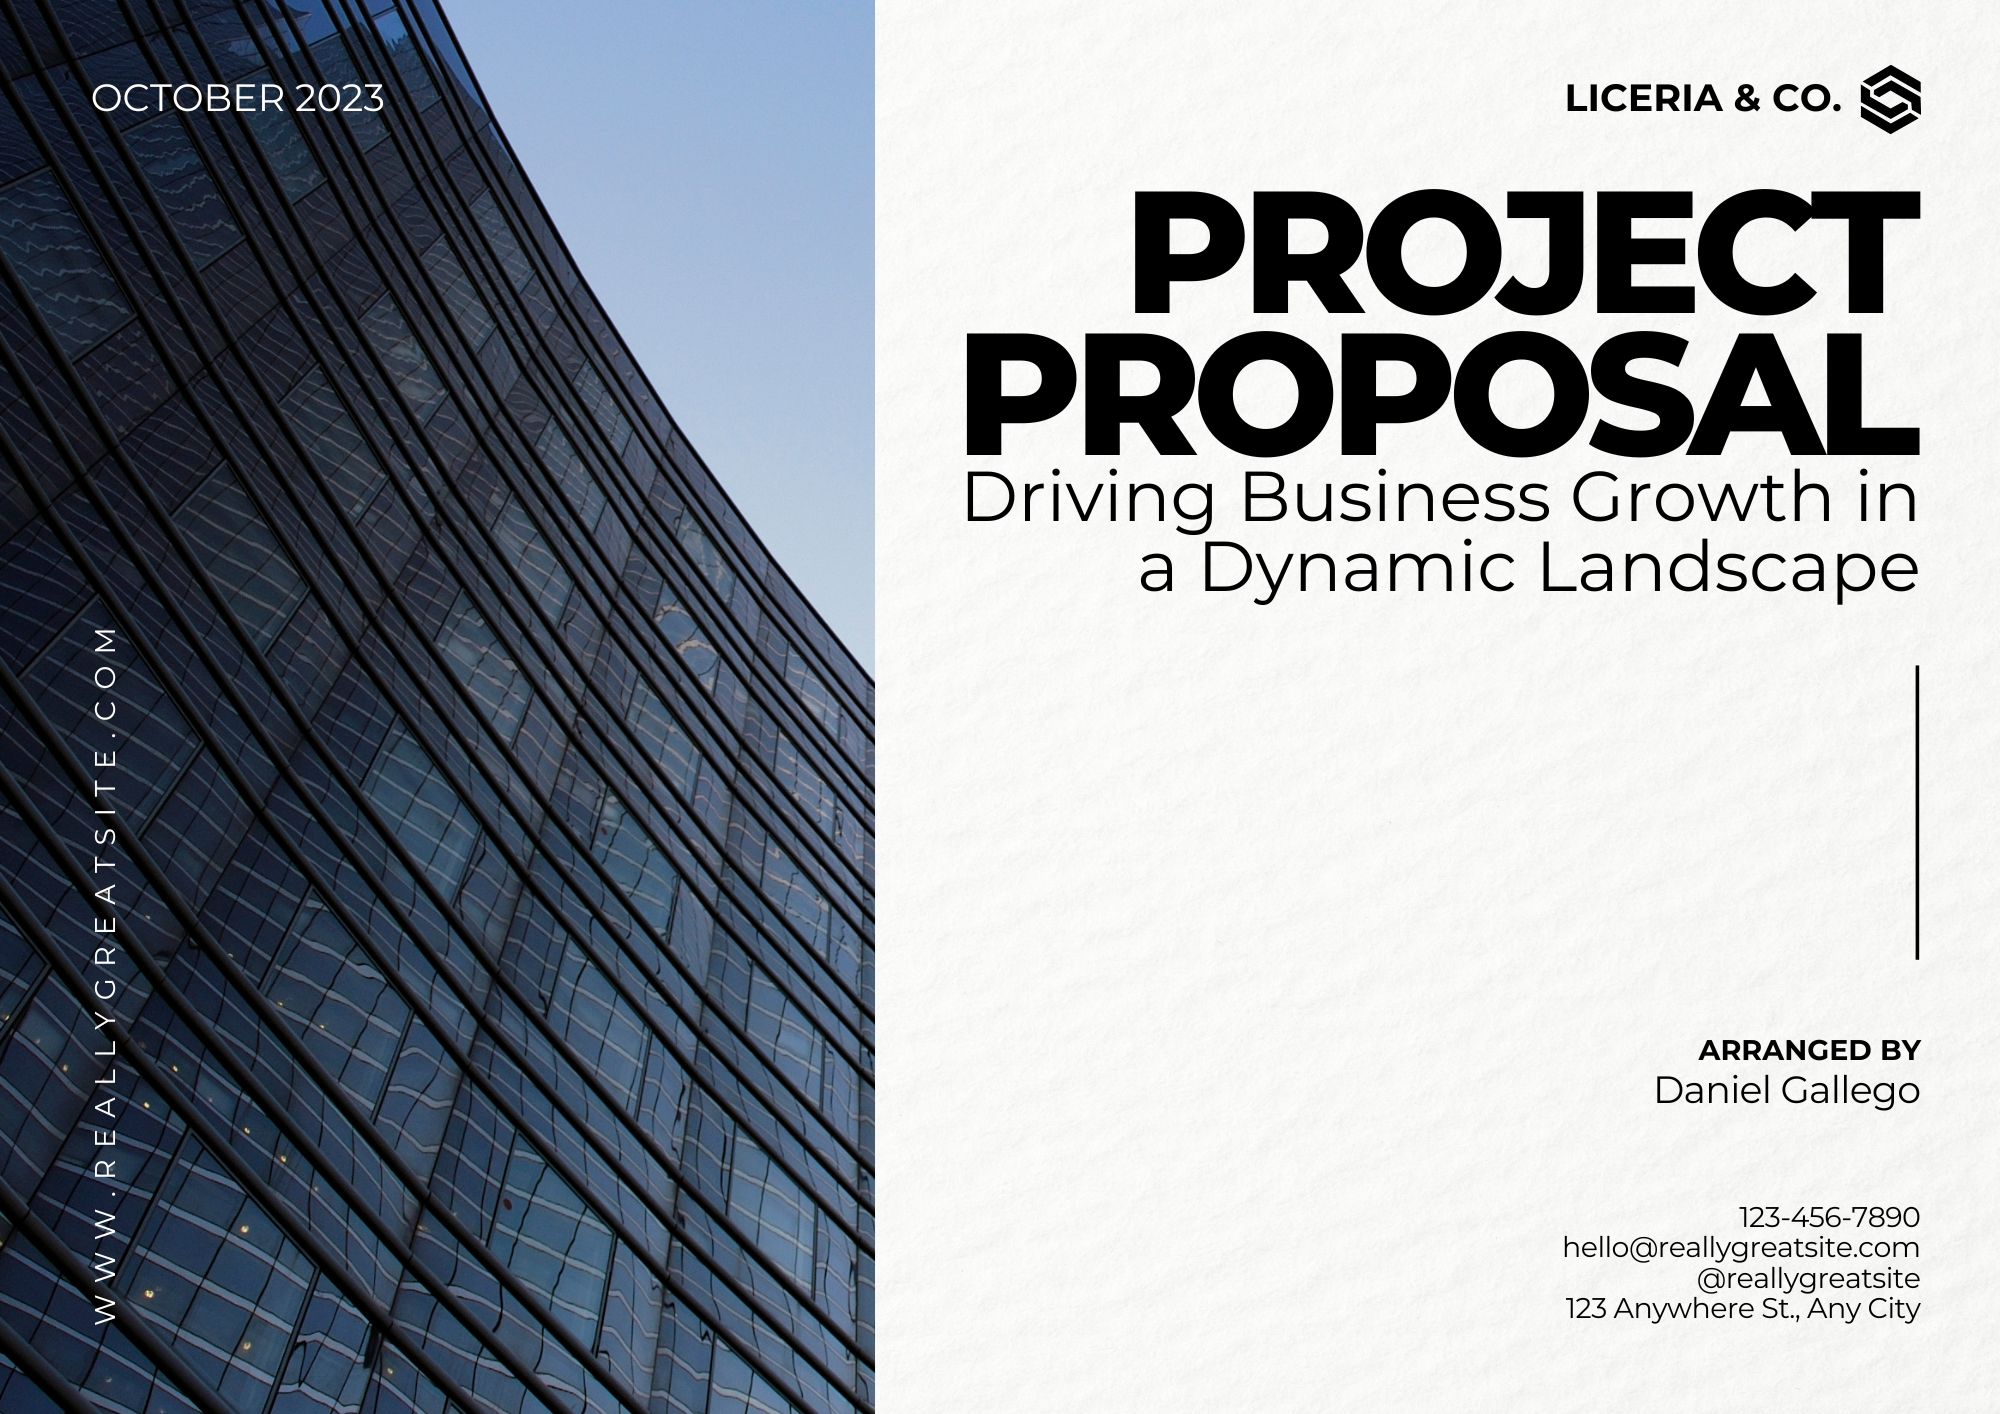 OCTOBER 2023
WWW.REALLYGREATSITE.COM
LICERIA & CO.
PROJECT
PROPOSAL
Driving Business Growth in
a Dynamic Landscape
ARRANGED BY
Daniel Gallego
123-456-7890
hello@reallygreatsite.com
@reallygreatsite
123 Anywhere St., Any City